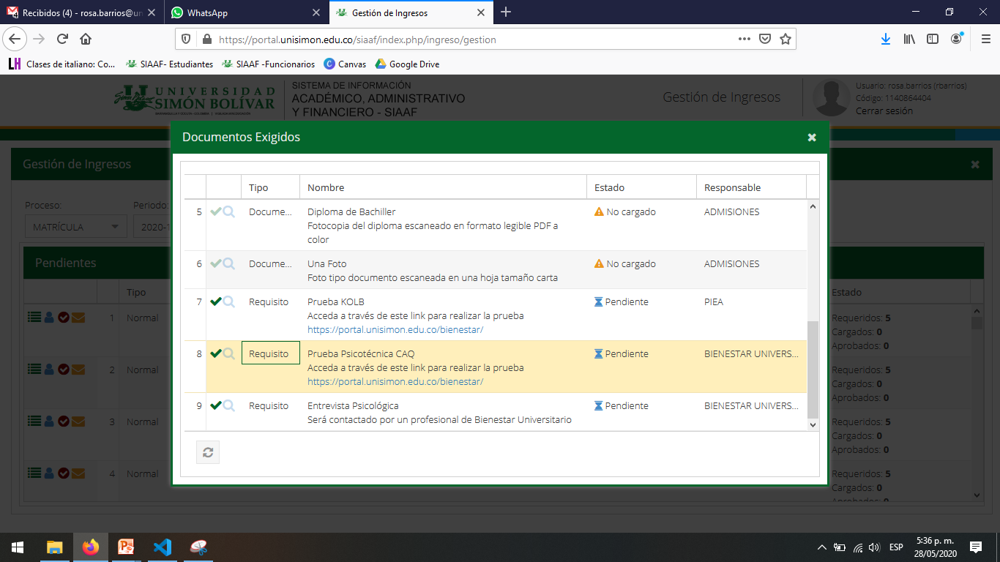 Recibidos (4) - rosa.barrios@un
WhatsApp
Gestión de Ingresos
https://portal.unisimon.edu.co/siaaf/index.php/ingreso/gestion
LH Clases de italiano: Co...
SIAAF- Estudiantes
SIAAF -Funcionarios
Canvas
Google Drive
UNIVERSIDAD
SIMÓN BOLÍVAR
SISTEMA DE INFORMACIÓN
ACADÉMICO, ADMINISTRATIVO
Y FINANCIERO - SIAAF
Gestión de Ingresos
Usuario: rosa.barrios (rbarrios)
Código: 1140864404
Cerrar sesión
Documentos Exigidos
Gestión de Ingresos
Proceso:
Periodo:
MATRÍCULA
2020-1
Pendientes
Tipo
Estado
1 Normal
Requeridos: 5
Cargados: 0
Aprobados: 0
2 Normal
Requeridos: 5
Cargados: 0
Aprobados: 0
3 Normal
Requeridos: 5
Cargados: 0
Aprobados: 0
4 Normal
Requeridos: 5
Cargados: 0
Aprobados: 0
Tipo Nombre Estado Responsable
5 Docume... Diploma de Bachiller No cargado ADMISIONES
Fotocopia del diploma escaneado en formato legible PDF a
color
6 Docume... Una Foto No cargado ADMISIONES
Foto tipo documento escaneada en una hoja tamaño carta
7 Requisito Prueba KOLB Pendiente PIEA
Acceda a través de este link para realizar la prueba
https://portal.unisimon.edu.co/bienestar/
8 Requisito Prueba Psicotécnica CAQ Pendiente BIENESTAR UNIVERS...
Acceda a través de este link para realizar la prueba
https://portal.unisimon.edu.co/bienestar/
9 Requisito Entrevista Psicológica Pendiente BIENESTAR UNIVERS...
Será contactado por un profesional de Bienestar Universitario
ESP
5:36 p. m.
28/05/2020